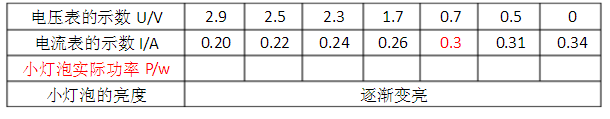 电压表的示数 U/V 2.9 2.5 2.3 1.7 0.7 0.5 0
电流表的示数 I/A 0.20 0.22 0.24 0.26 0.3 0.31 0.34
小灯泡实际功率 P/w
小灯泡的亮度 逐渐变亮